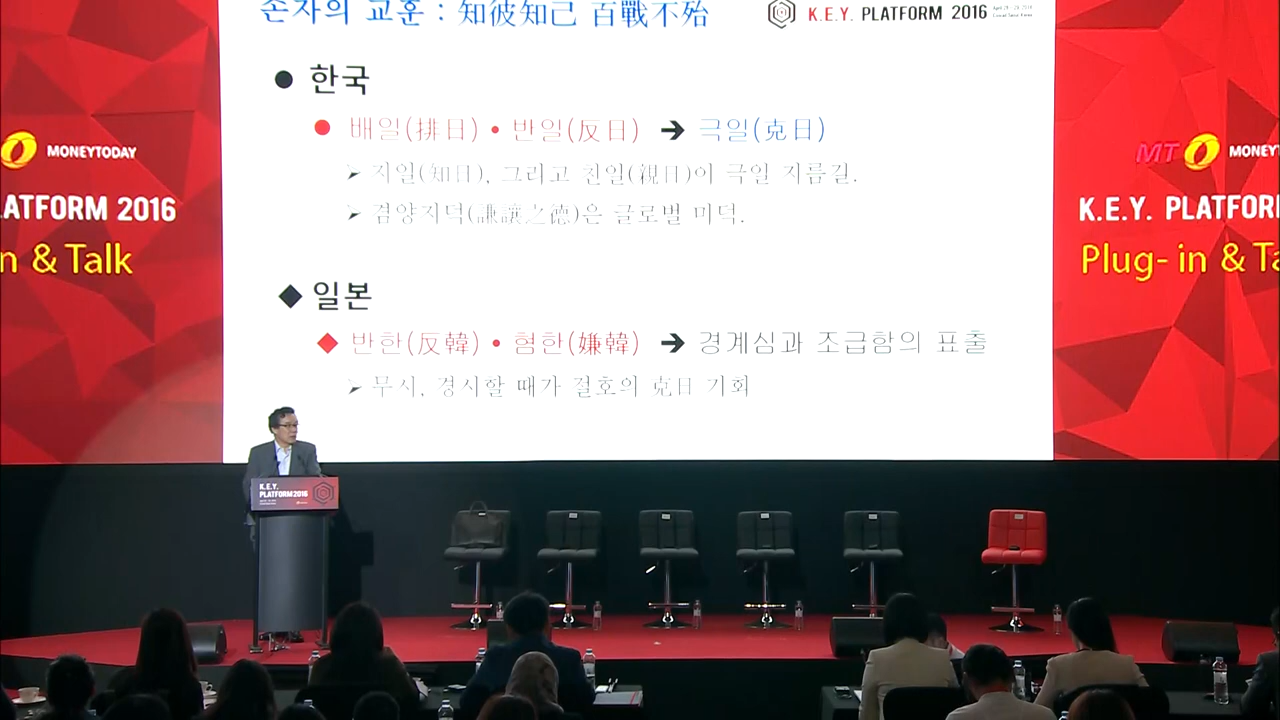 손자의 교훈 : 知彼知己 百戰不殆
K.E.Y. PLATFORM 2016
● 한국
● 배일(排日) • 반일(反日) ➔ 극일(克日)
➢ 지일(知日), 그리고 친일(親日)이 극일 지름길.
➢ 겸양지덕(謙讓之德)은 글로벌 미덕.
◆ 일본
◆ 반한(反韓) • 혐한(嫌韓) ➔ 경계심과 조급함의 표출
➢ 무시, 경시할 때가 절호의 克日 기회
MONEYTODAY
LATFORM 2016
n & Talk
MT MONEYT
K.E.Y. PLATFOR
Plug- in & Ta
K.E.Y.
PLATFORM2016